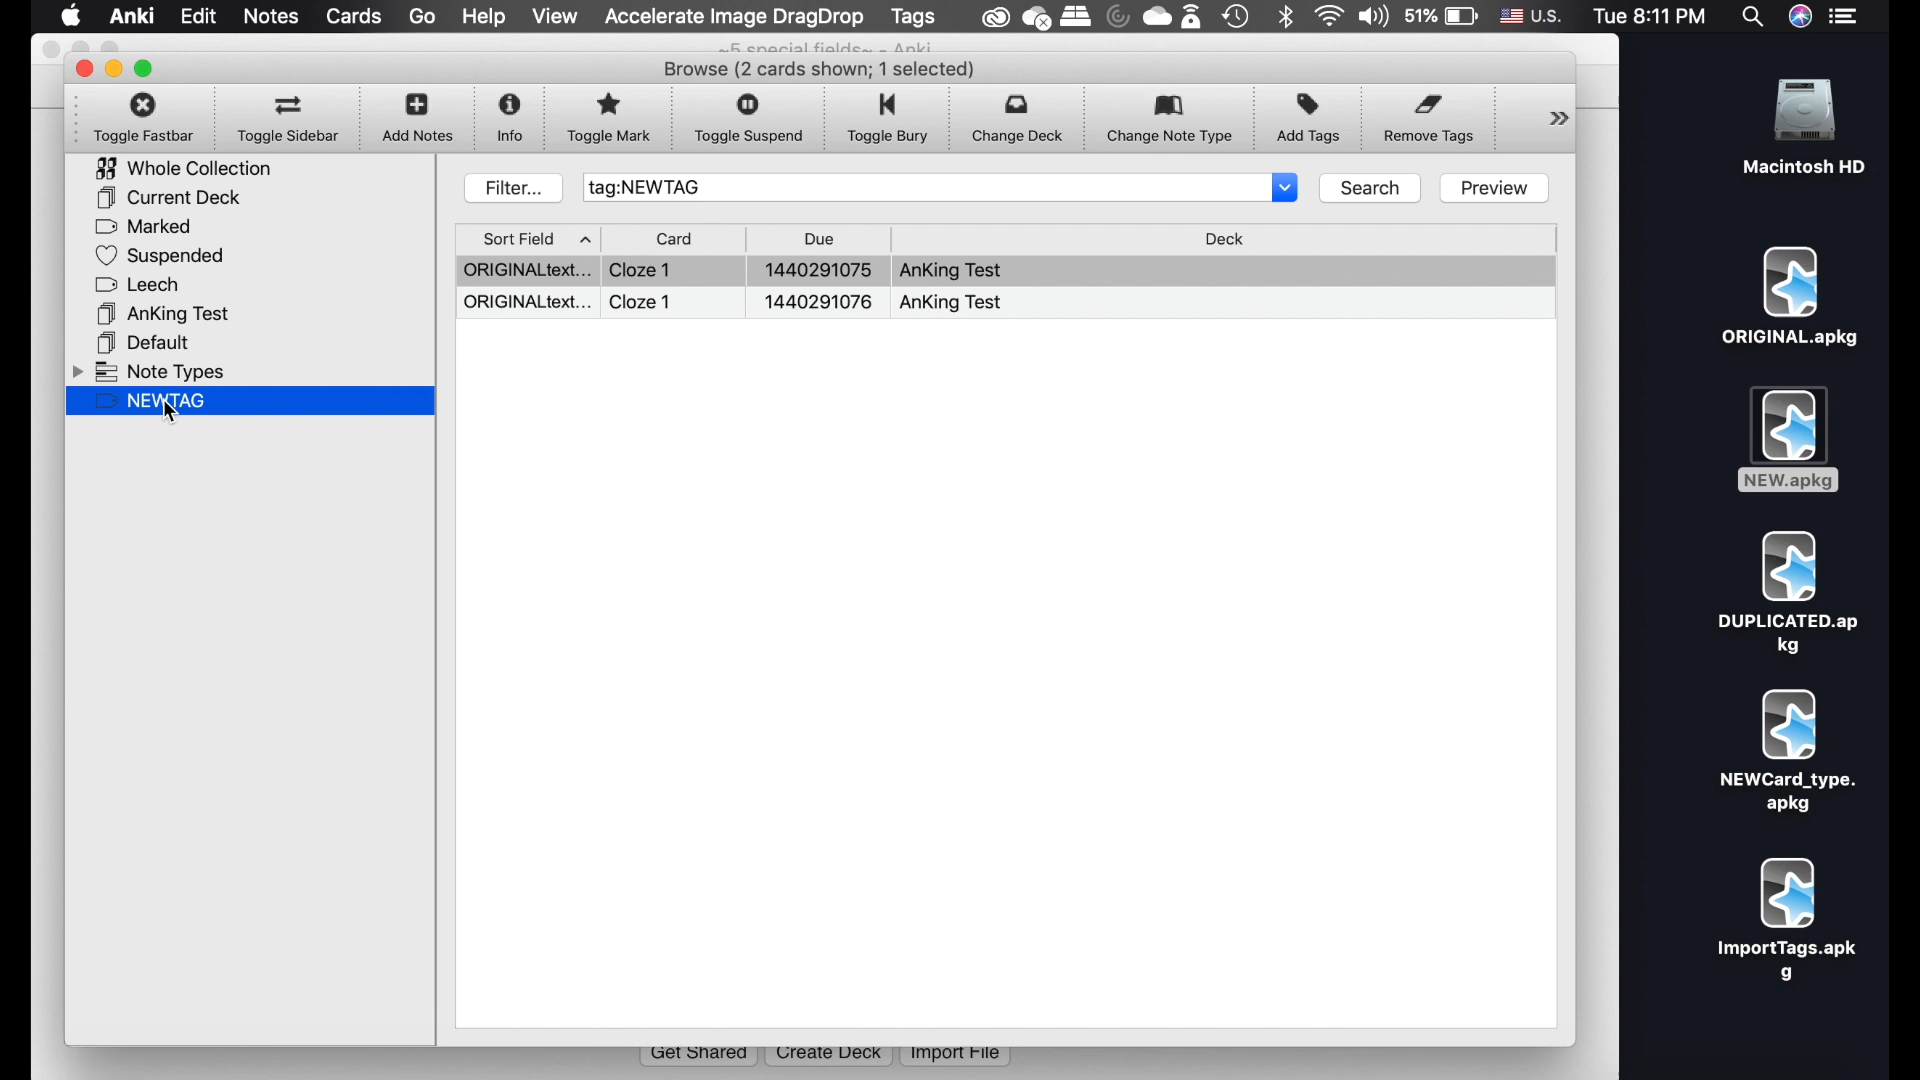 Anki Edit Notes Cards Go Help View Accelerate Image DragDrop Tags 51% U.S. Tue 8:11 PM
~5 special fields~ - Anki
Browse (2 cards shown; 1 selected)
Toggle Fastbar Toggle Sidebar Add Notes Info Toggle Mark Toggle Suspend Toggle Bury Change Deck Change Note Type Add Tags Remove Tags »
Whole Collection
Current Deck
Marked
Suspended
Leech
AnKing Test
Default
Note Types
NEWTAG
Filter... tag:NEWTAG Search Preview
Sort Field Card Due Deck
ORIGINALtext... Cloze 1 1440291075 AnKing Test
ORIGINALtext... Cloze 1 1440291076 AnKing Test
Get Shared Create Deck Import File
Macintosh HD
ORIGINAL.apkg
NEW.apkg
DUPLICATED.ap
kg
NEWCard_type.
apkg
ImportTags.apk
g